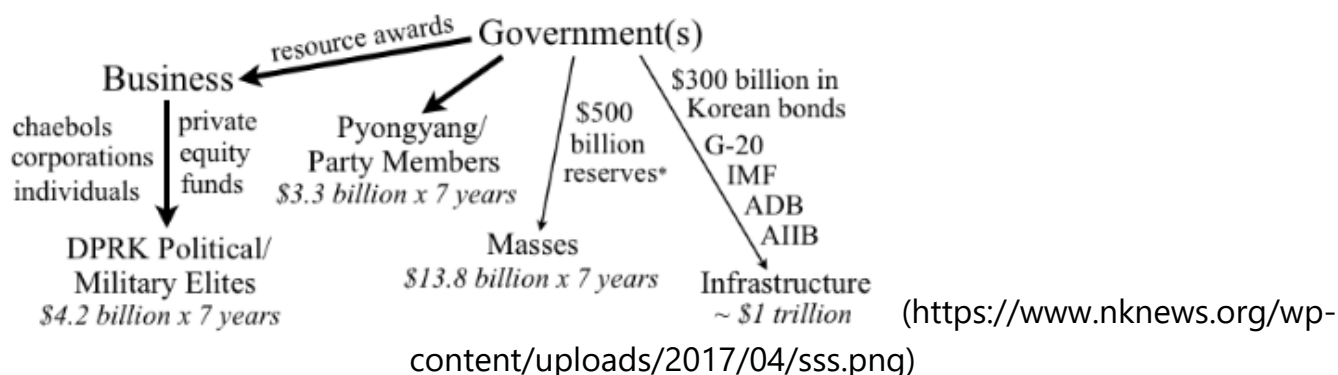 Government(s)
resource awards
Business
chaebols
corporations
individuals
private
equity
funds
DPRK Political/
Military Elites
$4.2 billion x 7 years
Pyongyang/
Party Members
$3.3 billion x 7 years
$500
billion
reserves*
Masses
$13.8 billion x 7 years
$300 billion in
Korean bonds
G-20
IMF
ADB
AIIB
Infrastructure
~ $1 trillion
(https://www.nknews.org/wp-
content/uploads/2017/04/sss.png)